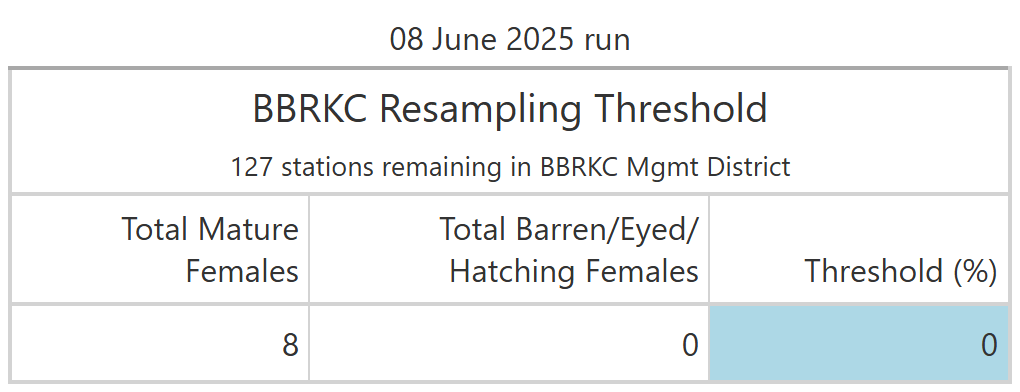 08 June 2025 run
BBRKC Resampling Threshold
127 stations remaining in BBRKC Mgmt District
Total Mature
Females
Total Barren/Eyed/
Hatching Females
Threshold (%)
8
0
0